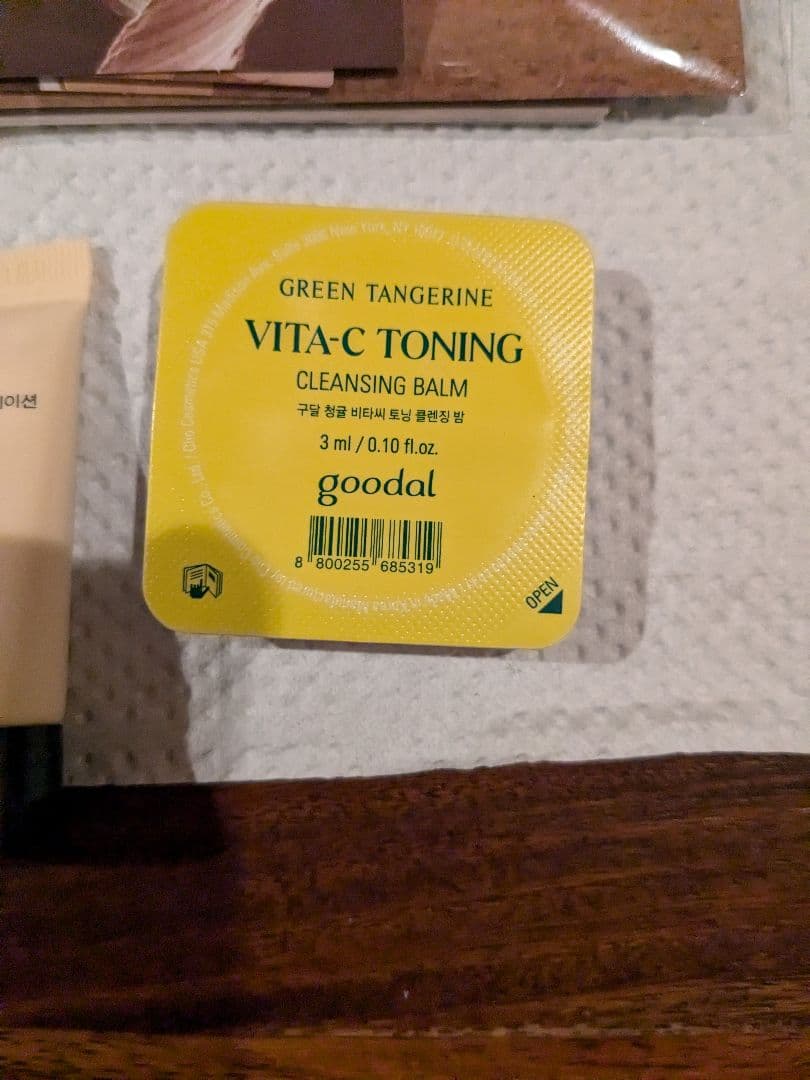 GREEN TANGERINE
VITA-C TONING
CLEANSING BALM
구달 청귤 비타씨 토닝 클렌징 밤
3 ml / 0.10 fl.oz.
goodal
8 800255 685319
OPEN
이션